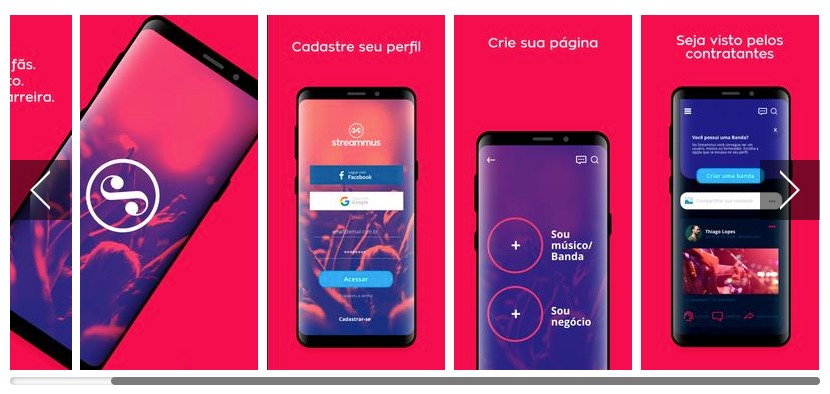 fãs.
arreira.
Cadastre seu perfil
streammus
Facebook
Google
Acessar
Cadastrar-se
Crie sua página
Sou
músico/
Banda
Sou
negócio
Seja visto pelos
contratantes
x
Você possui uma Banda?
Criar uma banda
Thiago Lopes